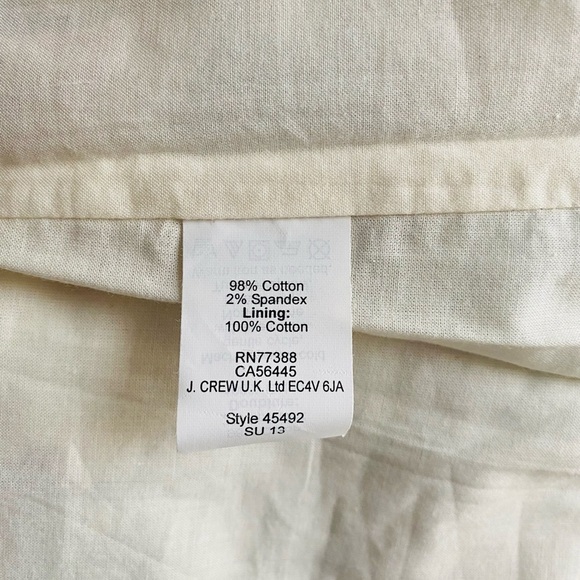 98% Cotton
2% Spandex
Lining:
100% Cotton
RN77388
CA56445
J. CREW U.K. Ltd EC4V 6JA
Style 45492
SU 13